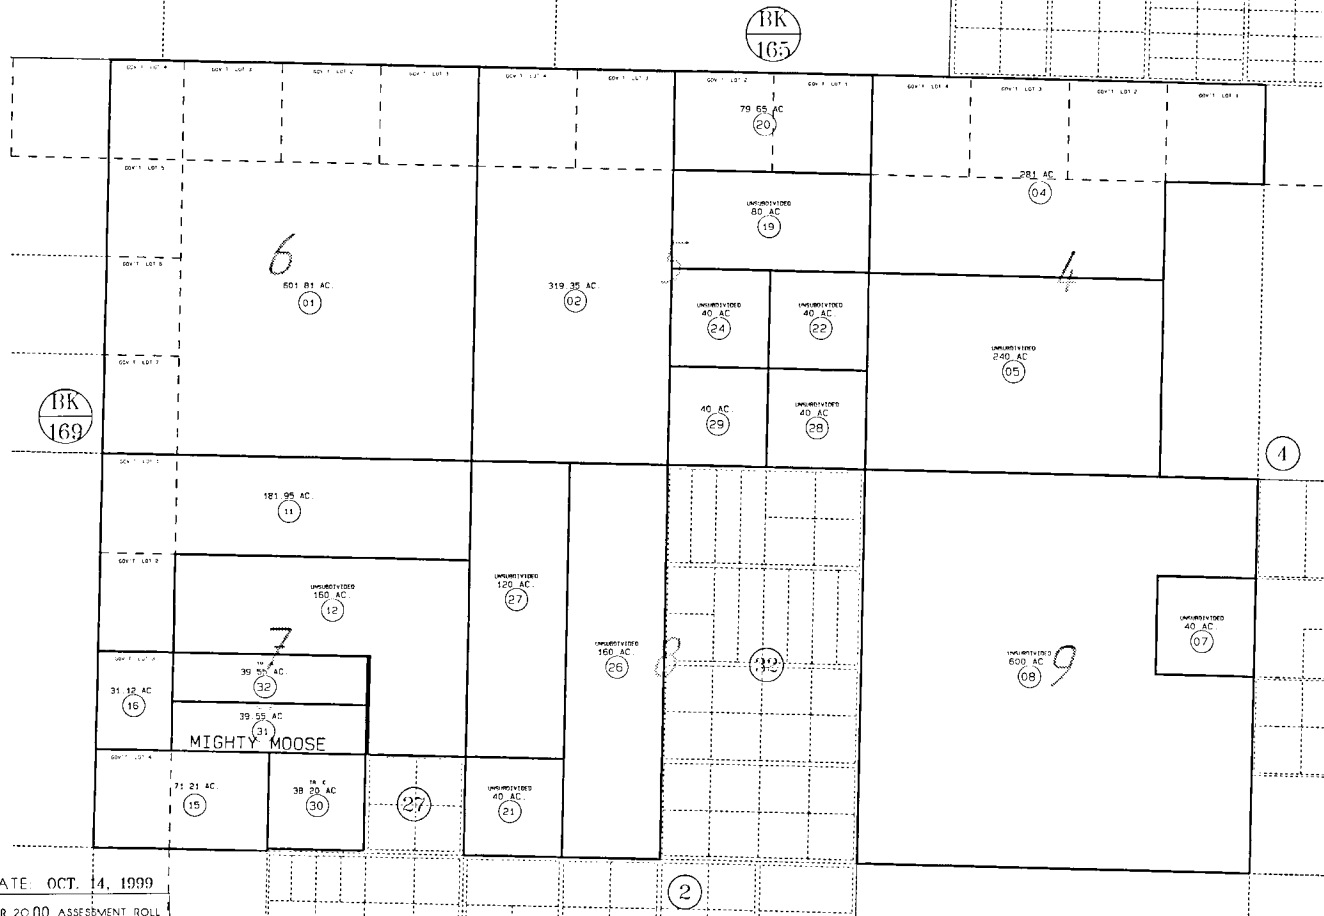 BK
165
GOV'T LOT 4 GOV'T LOT 3 GOV'T LOT 2 GOV'T LOT 1 GOV'T LOT 4 GOV'T LOT 3 GOV'T LOT 2 GOV'T LOT 1 GOV'T LOT 4 GOV'T LOT 3 GOV'T LOT 2 GOV'T LOT 1
79 65 AC
20
GOV'T LOT 5
281 AC
04
UNSUBDIVIDED
80 AC
19
6
5
4
GOV'T LOT 6
601 81 AC.
01
319.35 AC.
02
UNSUBDIVIDED
40 AC
24
UNSUBDIVIDED
40 AC.
22
GOV'T LOT 7
UNSUBDIVIDED
240 AC
05
BK
169
40 AC.
29
UNSUBDIVIDED
40 AC
28
4
GOV'T LOT 1
181.95 AC.
11
GOV'T LOT 2
UNSUBDIVIDED
160 AC.
12
UNSUBDIVIDED
120 AC.
27
UNSUBDIVIDED
40 AC.
07
7
UNSUBDIVIDED
160 AC.
26
8
32
UNSUBDIVIDED
600 AC
08
9
GOV'T LOT 3
39 55 AC.
32
31.12 AC
16
39.55 AC
31
MIGHTY MOOSE
GOV'T LOT 4
71 21 AC.
15
TR C
38 20 AC
30
27
UNSUBDIVIDED
40 AC.
21
ATE: OCT. 14, 1999
2
R 2000 ASSESSMENT ROLL